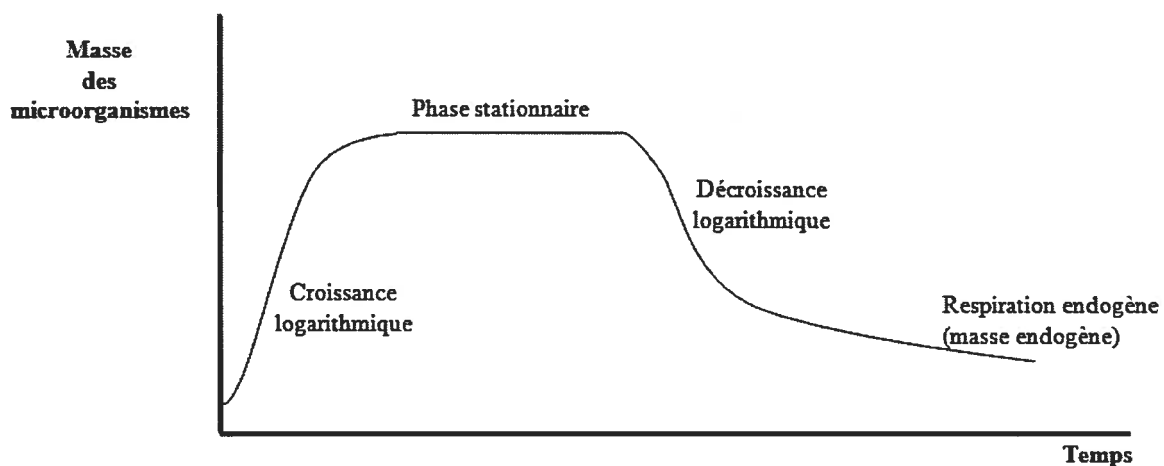 Masse
des
microorganismes
Phase stationnaire
Décroissance
logarithmique
Croissance
logarithmique
Respiration endogène
(masse endogène)
Temps